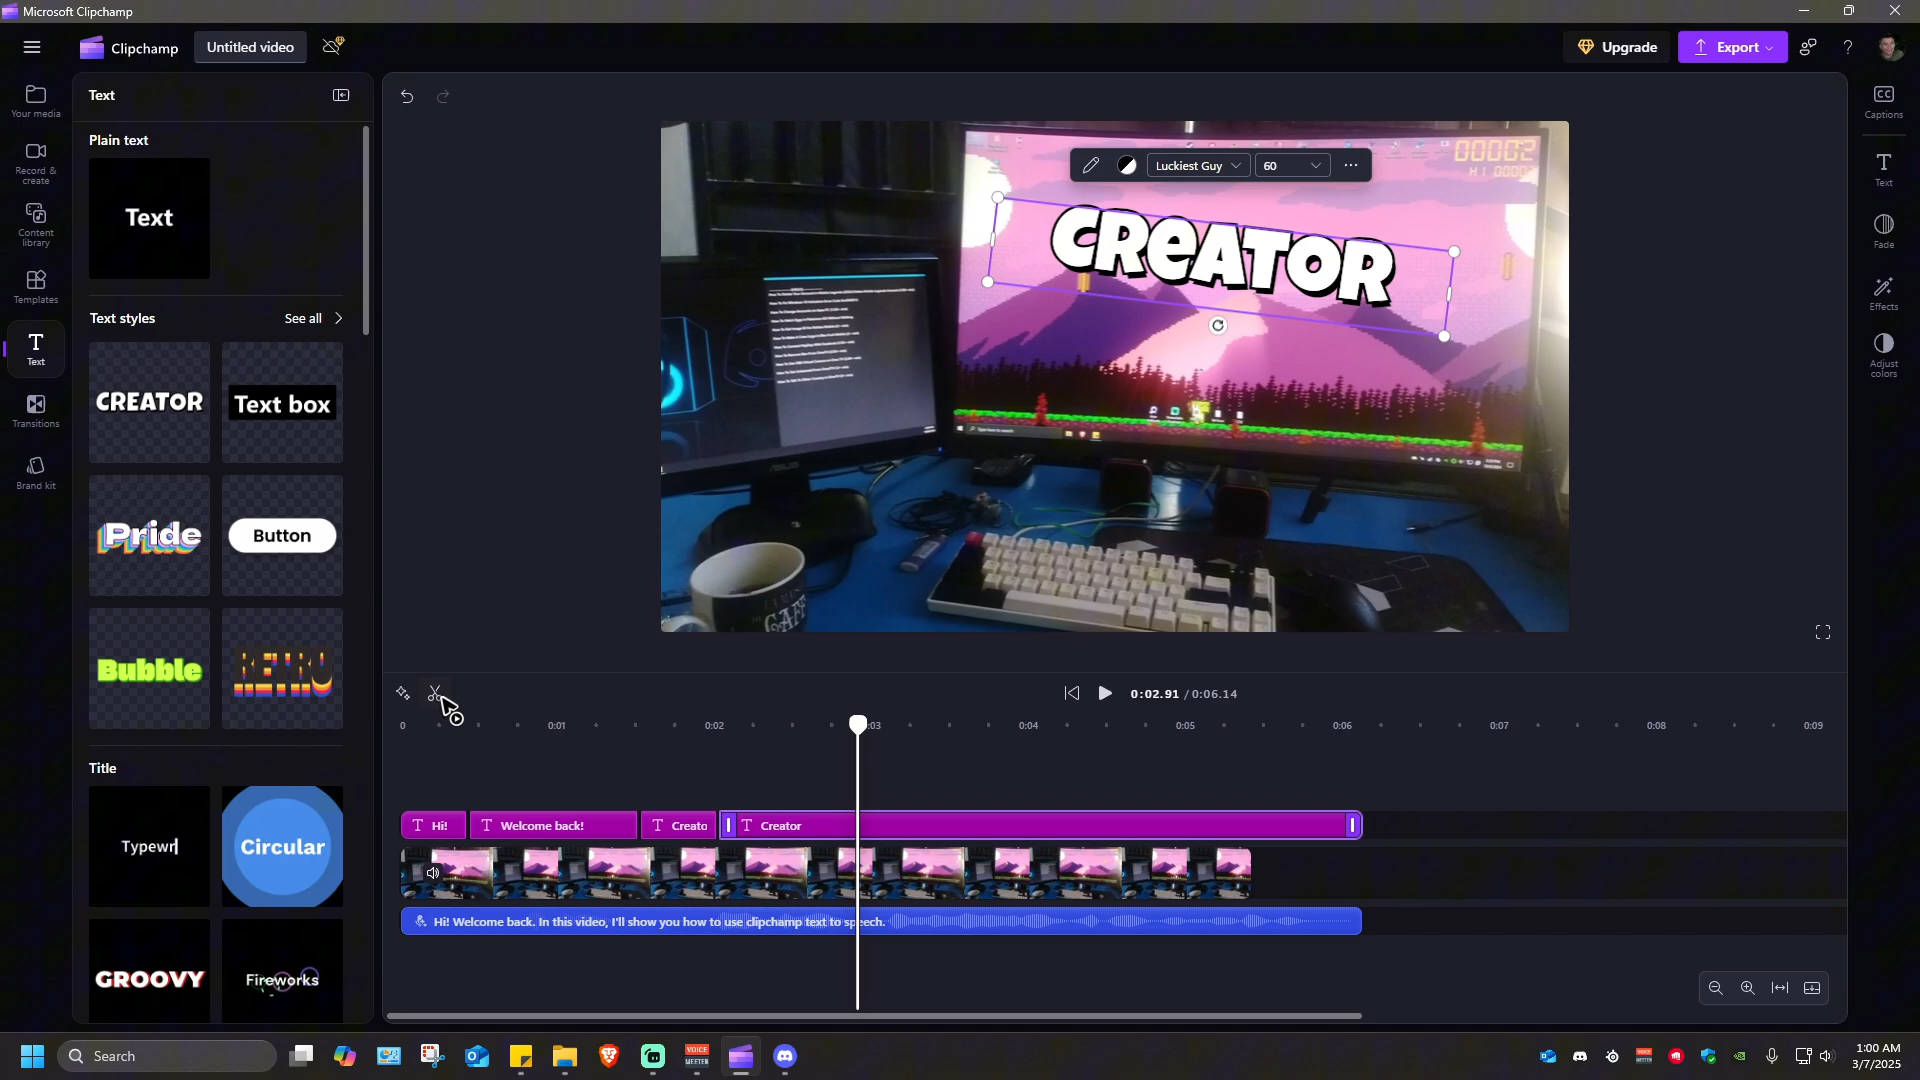 Microsoft Clipchamp
Clipchamp
Untitled video
Upgrade
Export
Your media
Record &
create
Content
library
Templates
Text
Transitions
Brand kit
Text
Plain text
Text
Text styles
See all
CREATOR
Text box
Pride
Button
Bubble
RETRO
Title
Typewr
Circular
GROOVY
Fireworks
Luckiest Guy
60
00002
CREATOR
Captions
Text
Fade
Effects
Adjust
colors
0:02.91 / 0:06.14
0
0:01
0:02
:03
0:04
0:05
0:06
0:07
0:08
0:09
Hi!
Welcome back!
Creato
Creator
Hi! Welcome back. In this video, I'll show you how to use clipchamp text to speech.
Search
VOICE
MEETER
1:00 AM
3/7/2025